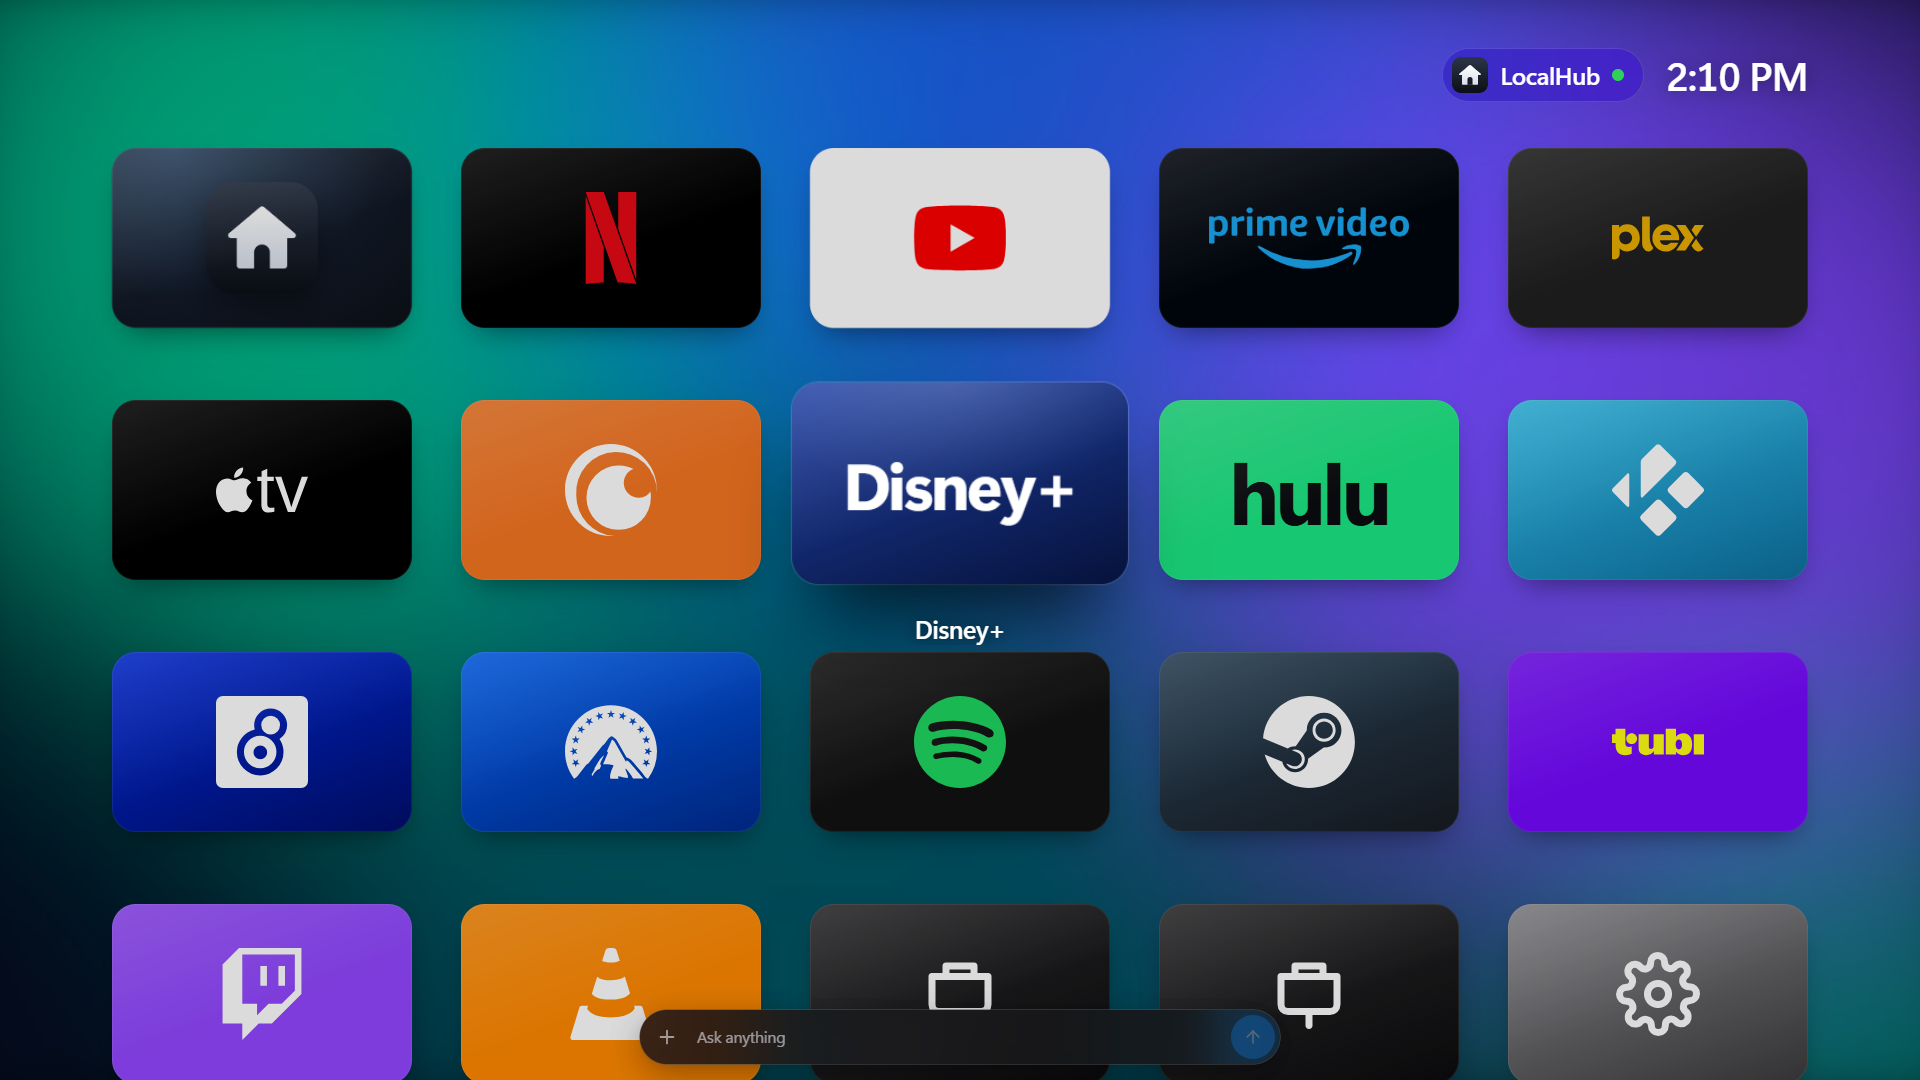 LocalHub
2:10 PM
prime video
plex
tv
Disney+
hulu
Disney+
tubi
Ask anything